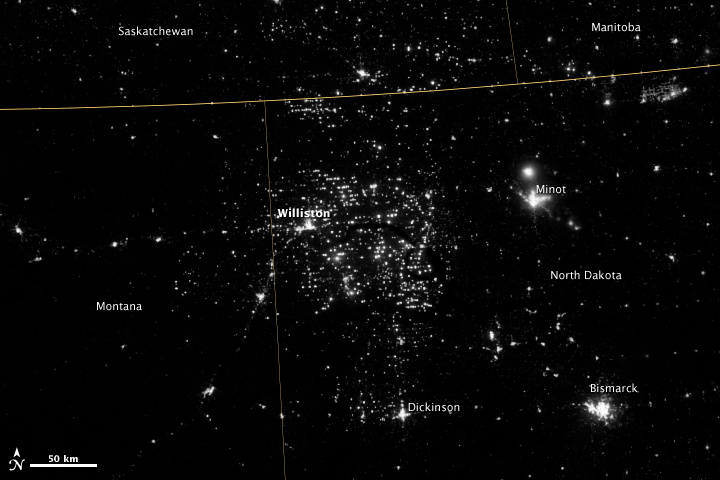 Saskatchewan
Manitoba
Minot
Williston
North Dakota
Montana
Bismarck
Dickinson
50 km
N